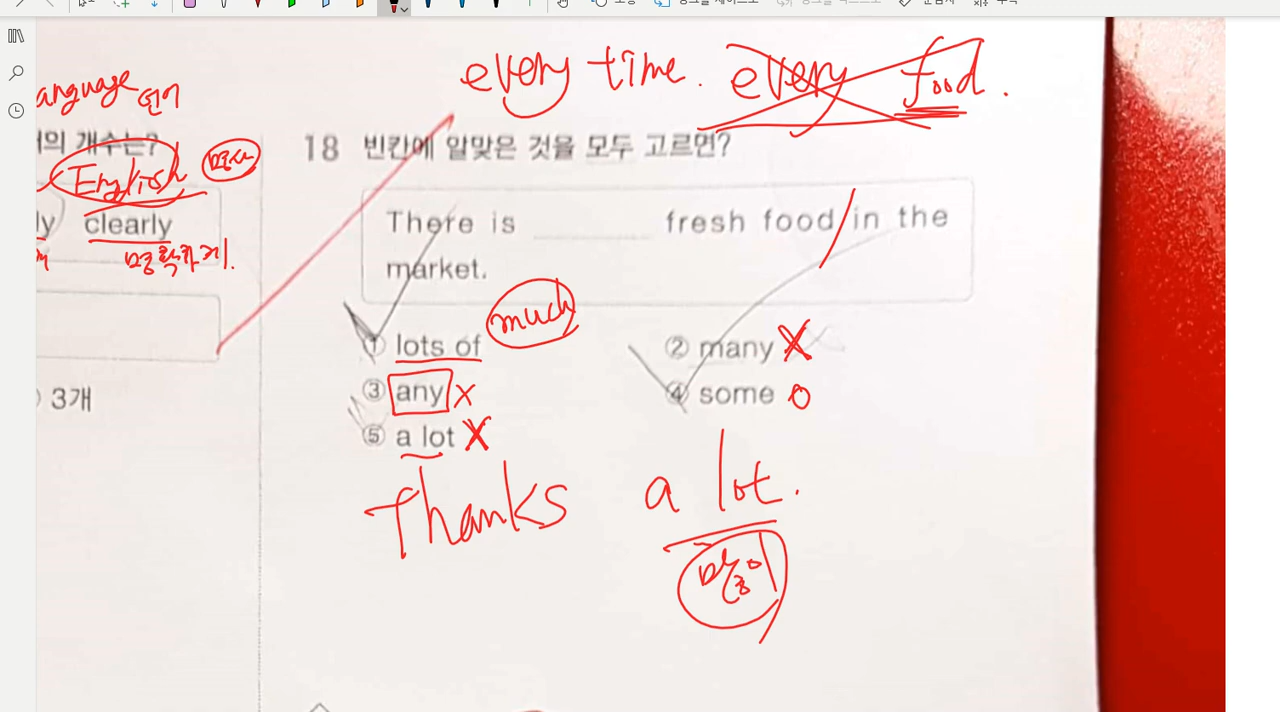 every time. every food.
language 언어
의 개수는?
English 명사
ly clearly
명확하게.
3개
18 빈칸에 알맞은 것을 모두 고르면?
There is ______ fresh food in the
market.
① lots of much
② many X
③ any X
④ some O
⑤ a lot X
Thanks a lot.
많이